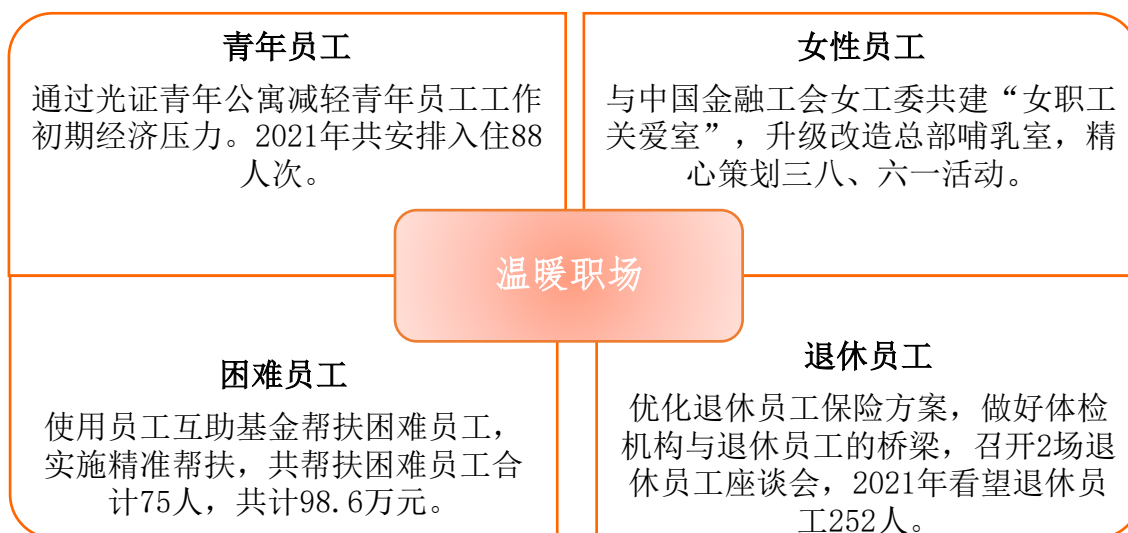 青年员工
通过光证青年公寓减轻青年员工工作
初期经济压力。2021年共安排入住88
人次。
女性员工
与中国金融工会女工委共建“女职工
关爱室”，升级改造总部哺乳室，精
心策划三八、六一活动。
温暖职场
困难员工
使用员工互助基金帮扶困难员工，
实施精准帮扶，共帮扶困难员工合
计75人，共计98.6万元。
退休员工
优化退休员工保险方案，做好体检
机构与退休员工的桥梁，召开2场退
休员工座谈会，2021年看望退休员
工252人。